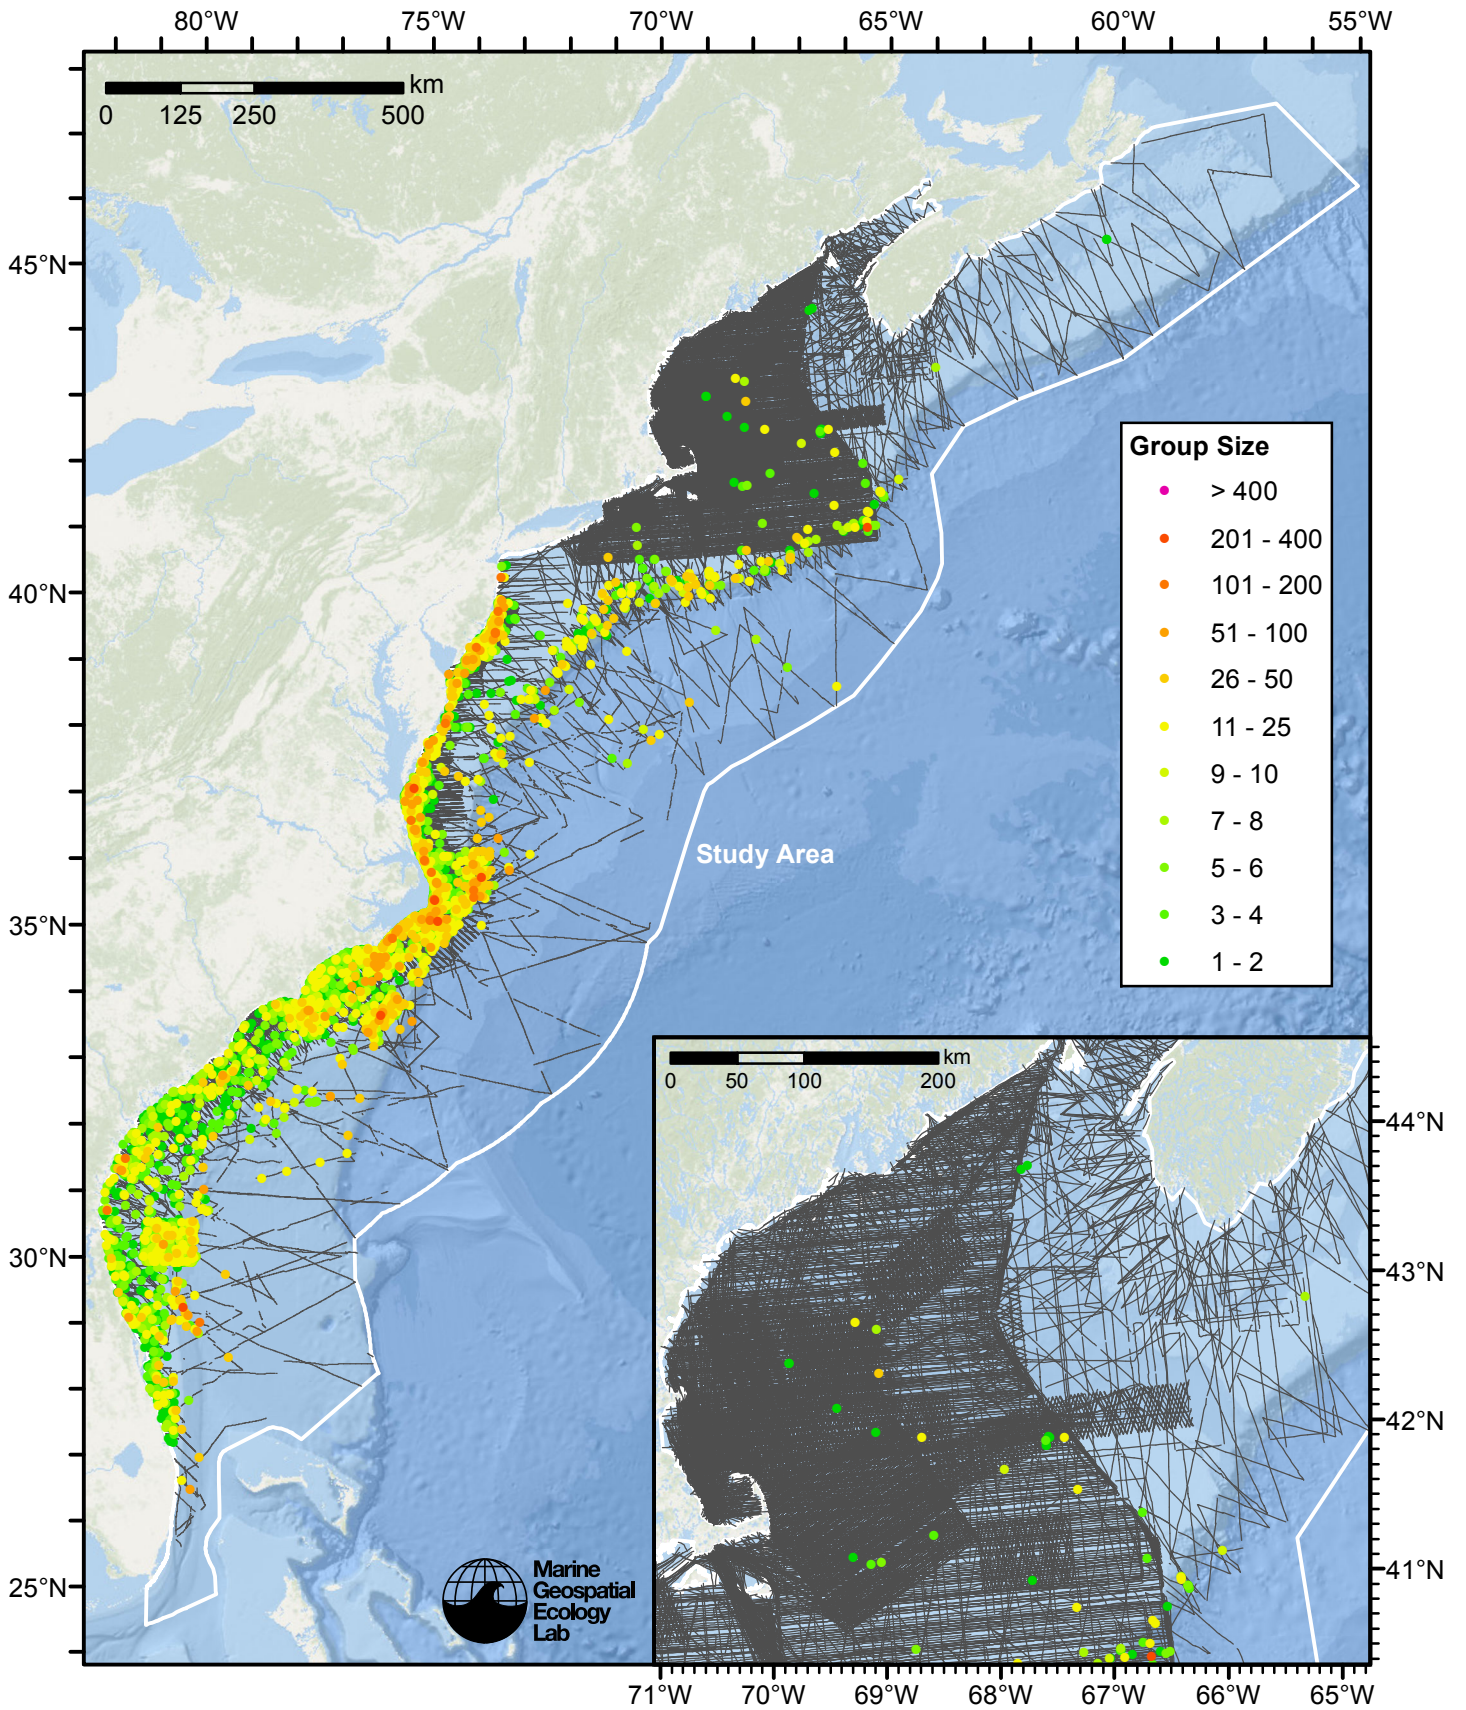 80°W 75°W 70°W 65°W 60°W 55°W
km
0 125 250 500
45°N
40°N
35°N
30°N
25°N
Group Size
> 400
201 - 400
101 - 200
51 - 100
26 - 50
11 - 25
9 - 10
7 - 8
5 - 6
3 - 4
1 - 2
Study Area
km
0 50 100 200
44°N
43°N
42°N
41°N
Marine
Geospatial
Ecology
Lab
71°W 70°W 69°W 68°W 67°W 66°W 65°W